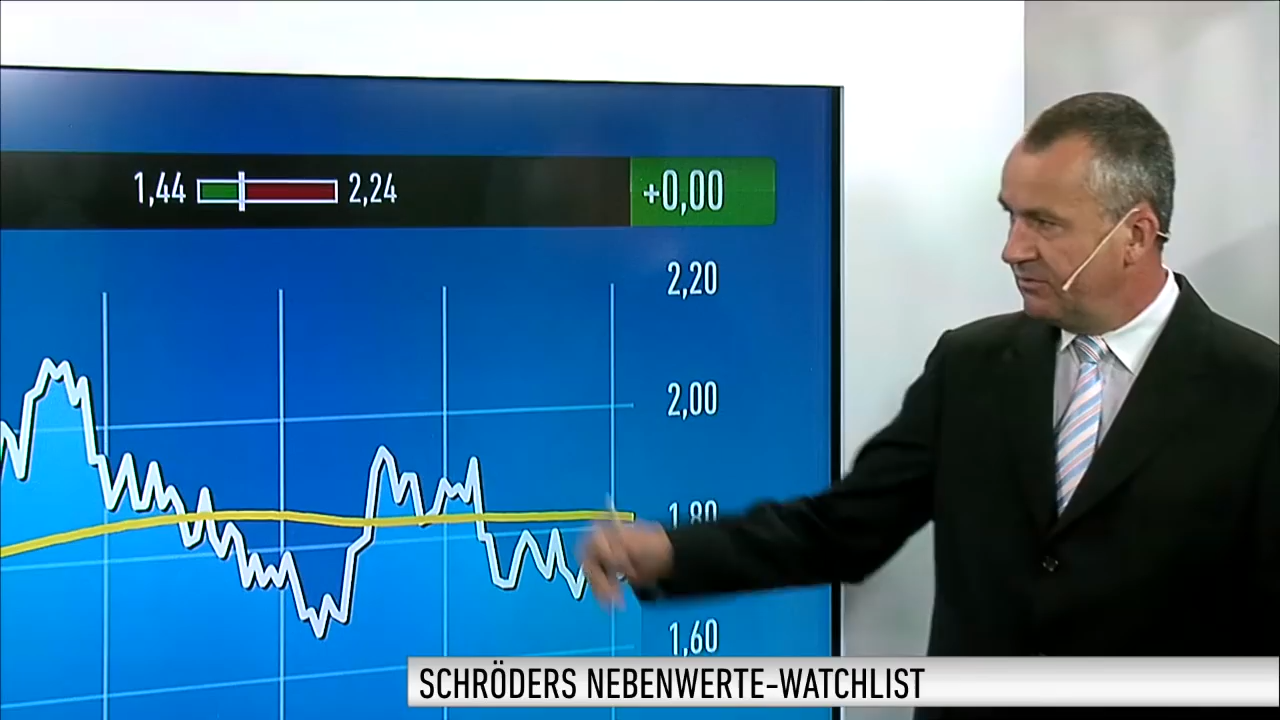 1,44 2,24 +0,00
2,20
2,00
1,80
1,60
SCHRÖDERS NEBENWERTE-WATCHLIST